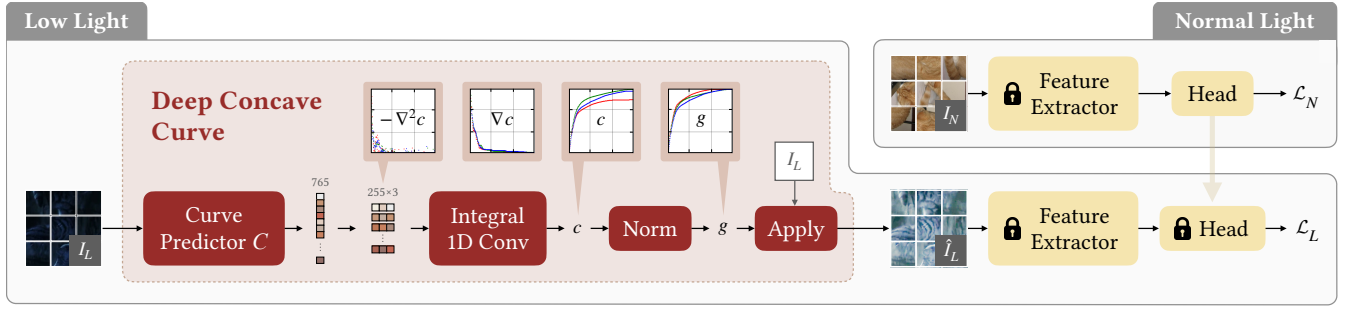 Low Light
Normal Light
Deep Concave
Curve
−∇²c
∇c
c
g
I_N
Feature
Extractor
Head
ℒ_N
I_L
765
255×3
I_L
Curve
Predictor C
Integral
1D Conv
c
Norm
g
Apply
Î_L
Feature
Extractor
Head
ℒ_L